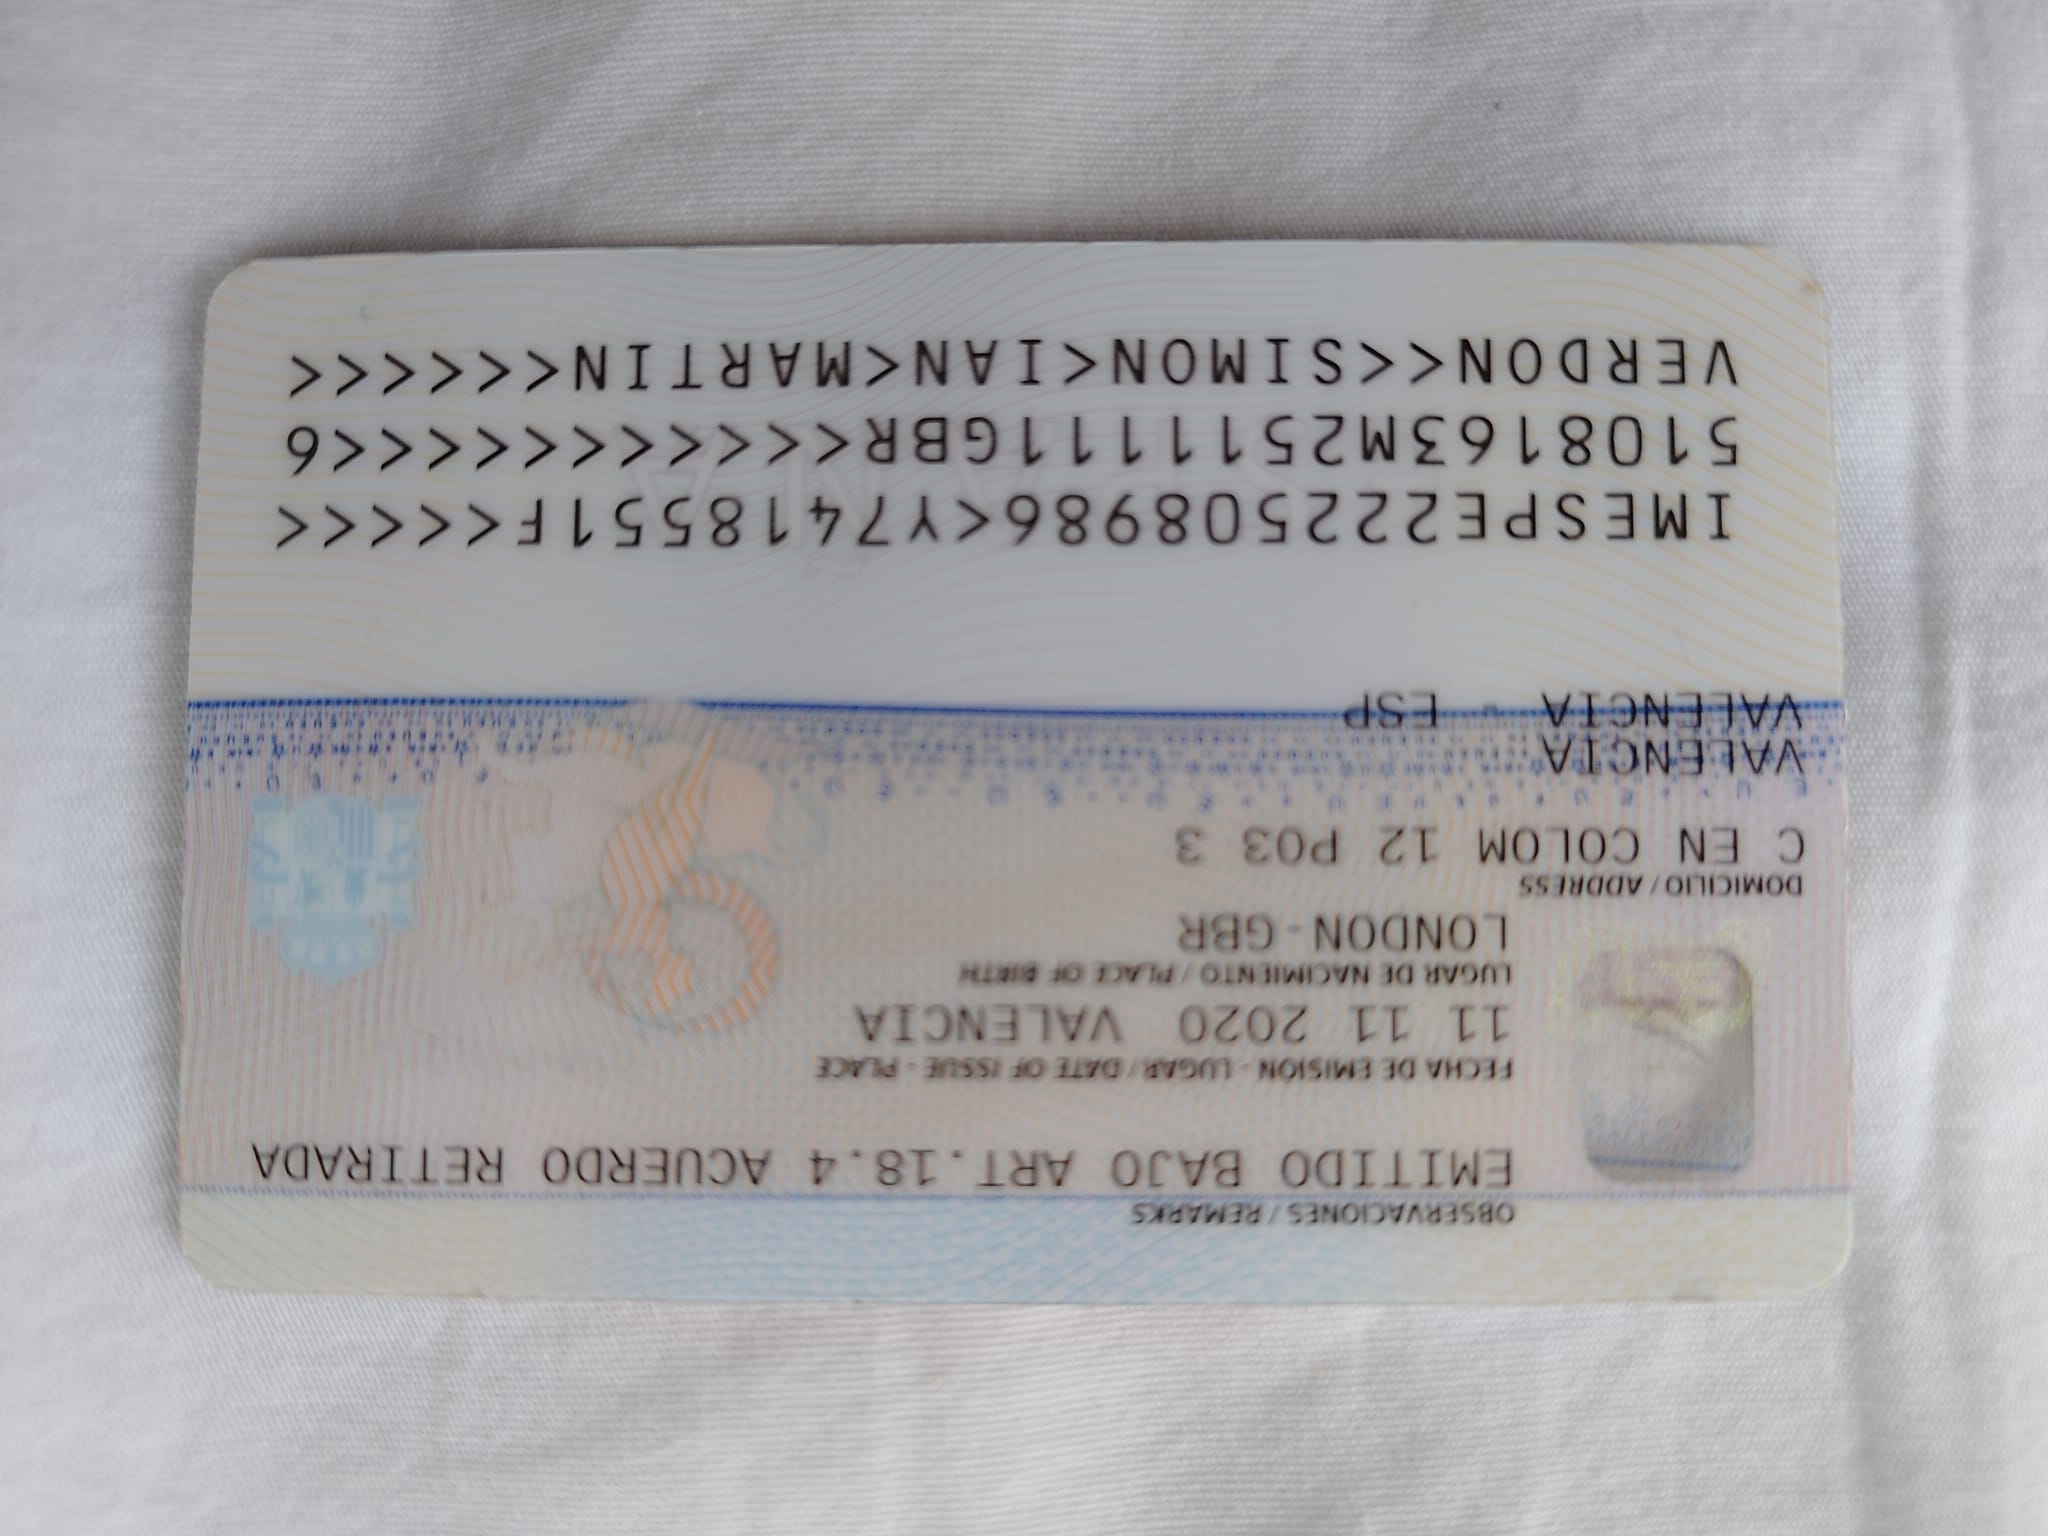 OBSERVACIONES / REMARKS
EMITIDO BAJO ART.18.4 ACUERDO RETIRADA
FECHA DE EMISIÓN - LUGAR / DATE OF ISSUE - PLACE
11 11 2020 VALENCIA
LUGAR DE NACIMIENTO / PLACE OF BIRTH
LONDON-GBR
DOMICILIO / ADDRESS
C EN COLOM 12 P03 3
VALENCIA
VALENCIA - ESP
IMESPE222508986<Y7418551F<<<<<
5108163M2511111GBR<<<<<<<<<<<6
VERDON<<SIMON<IAN<MARTIN<<<<<<